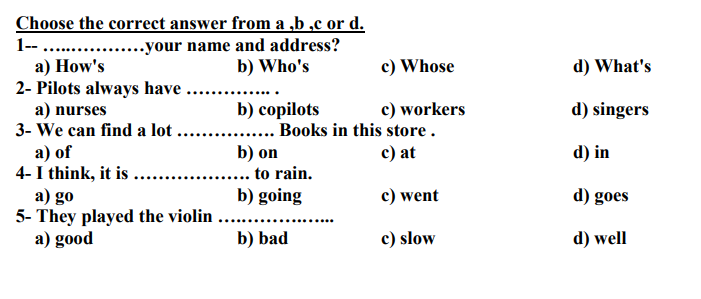 Choose the correct answer from a ,b ,c or d.
1-- ..…..………..your name and address?
a) How's b) Who's c) Whose d) What's
2- Pilots always have ………….. .
a) nurses b) copilots c) workers d) singers
3- We can find a lot ……………. Books in this store .
a) of b) on c) at d) in
4- I think, it is ………………. to rain.
a) go b) going c) went d) goes
5- They played the violin …..……..…...
a) good b) bad c) slow d) well